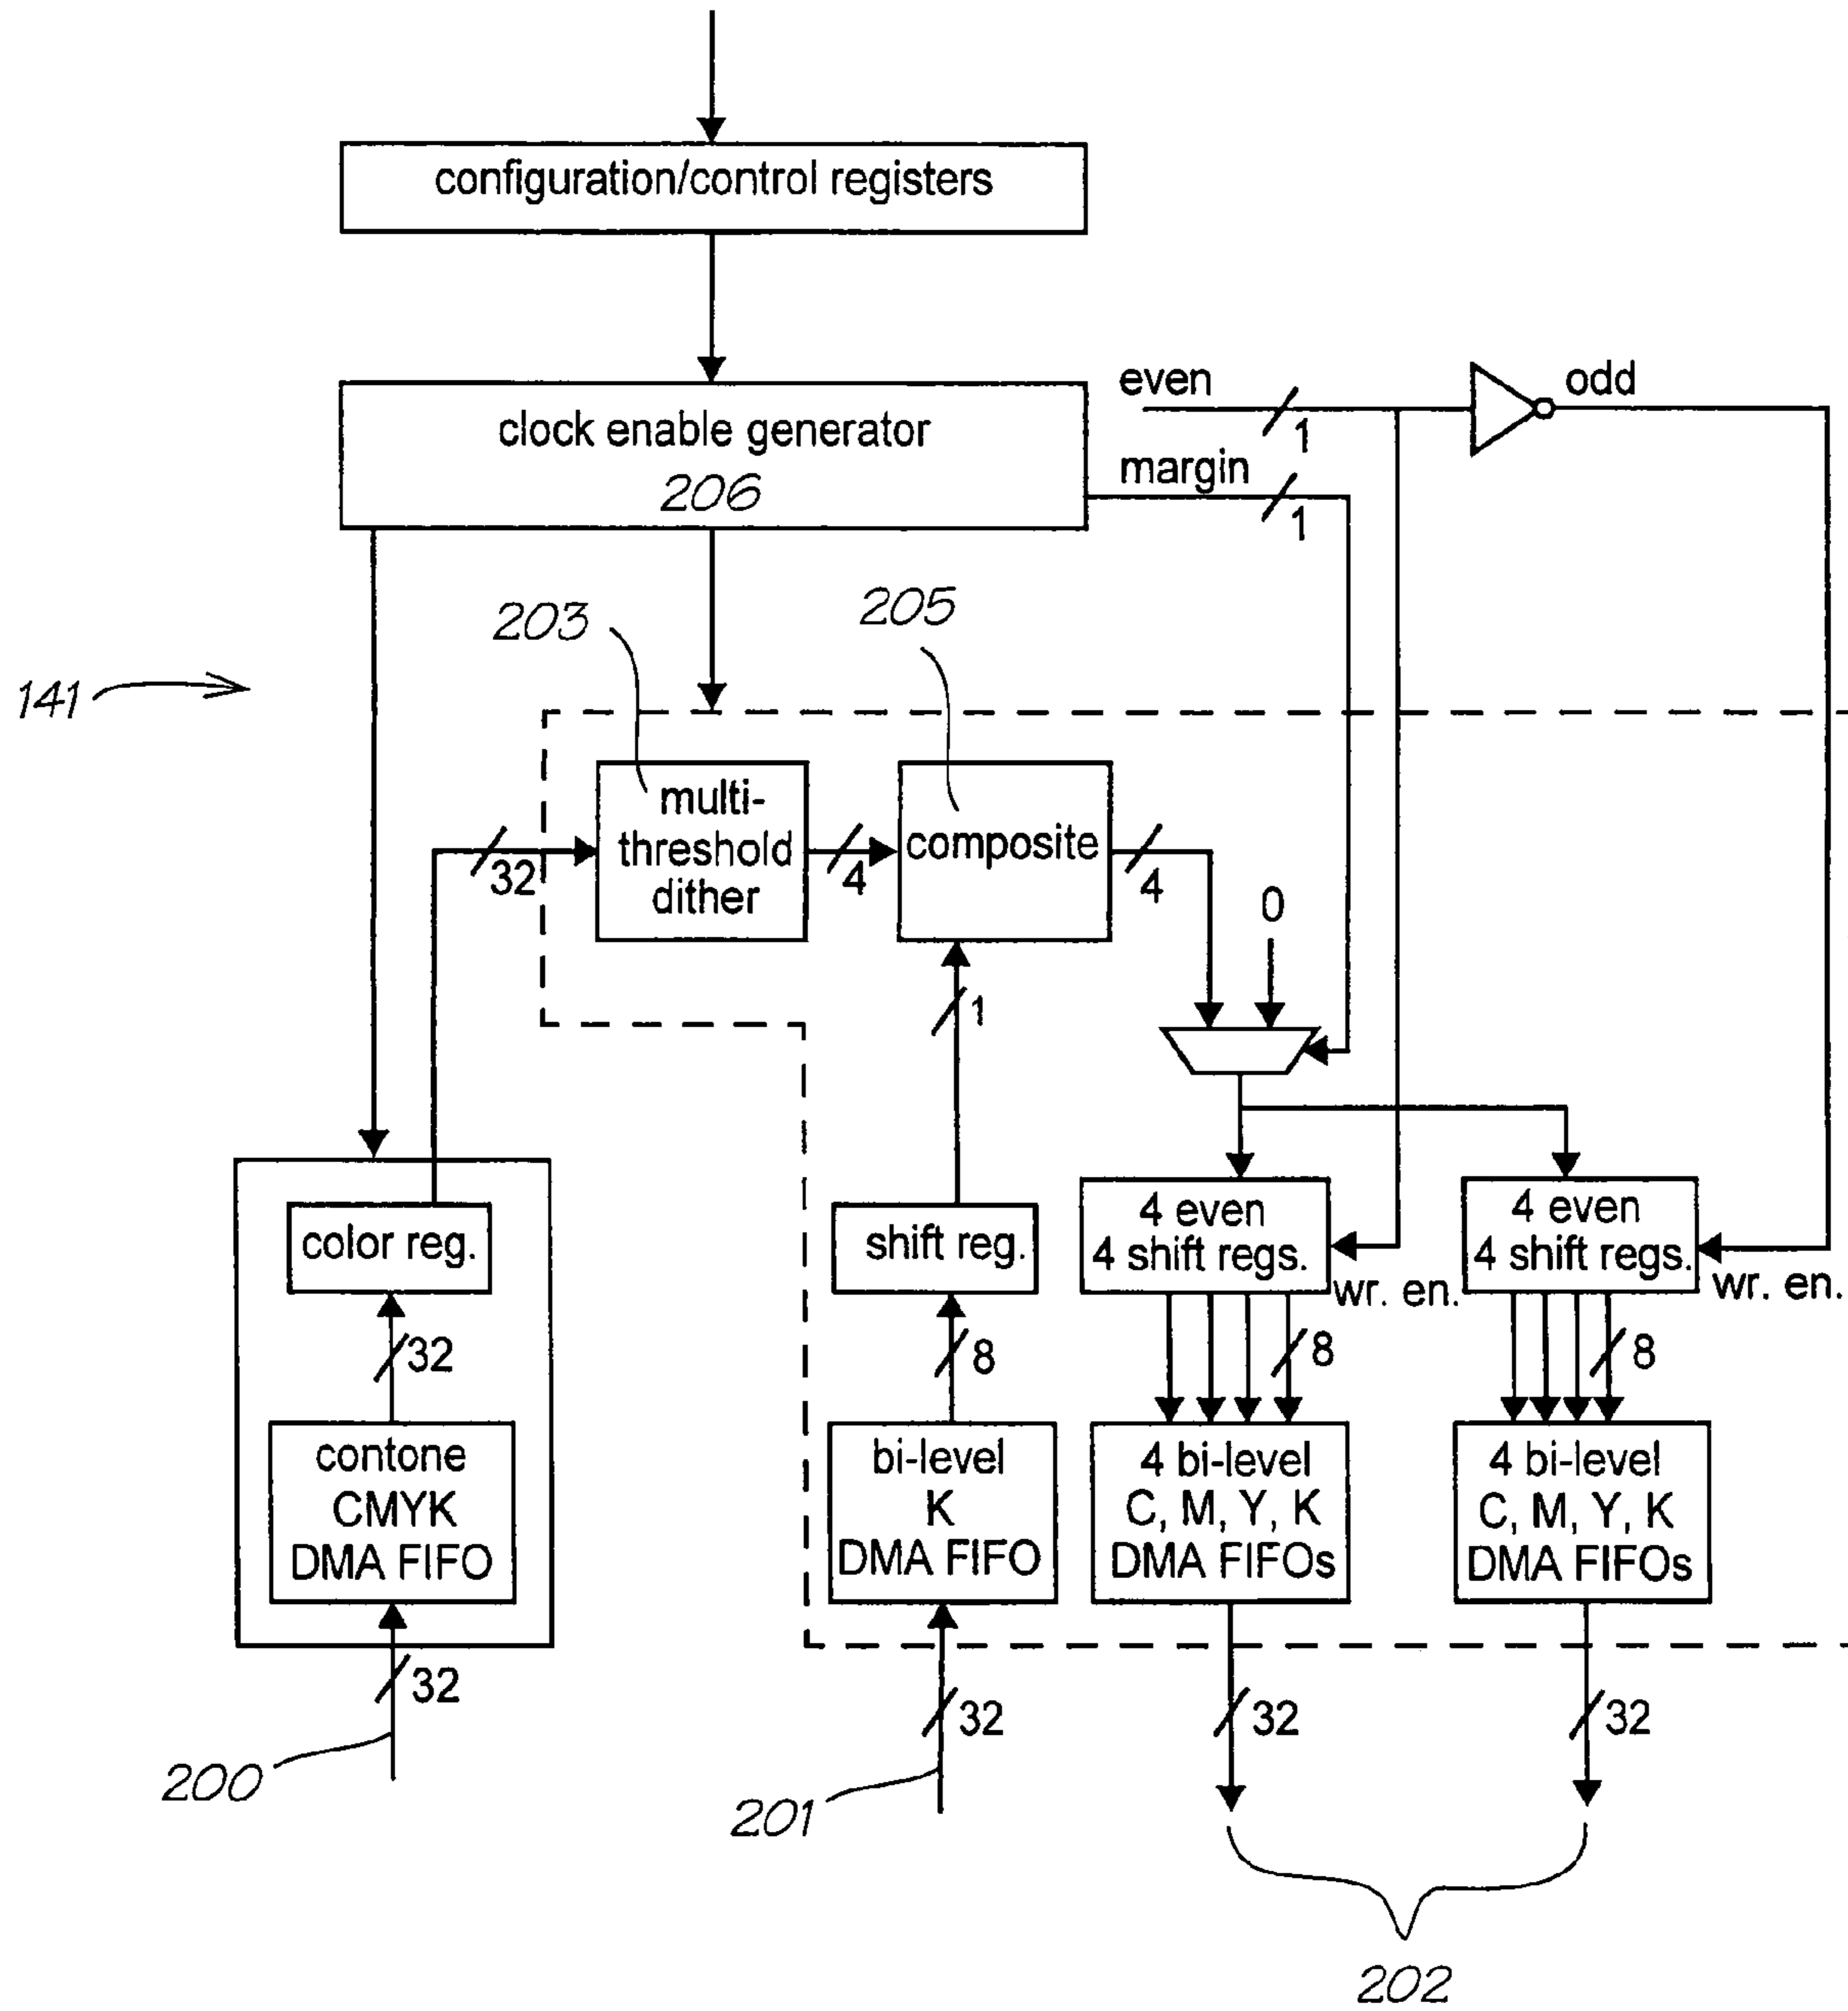 configuration/control registers
clock enable generator
206
even
1
odd
margin
1
203
205
141
32
multi-
threshold
dither
4
composite
4
0
1
color reg.
shift reg.
4 even
4 shift regs.
wr. en.
4 even
4 shift regs.
wr. en.
32
8
8
8
contone
CMYK
DMA FIFO
bi-level
K
DMA FIFO
4 bi-level
C, M, Y, K
DMA FIFOs
4 bi-level
C, M, Y, K
DMA FIFOs
32
32
32
32
200
201
202